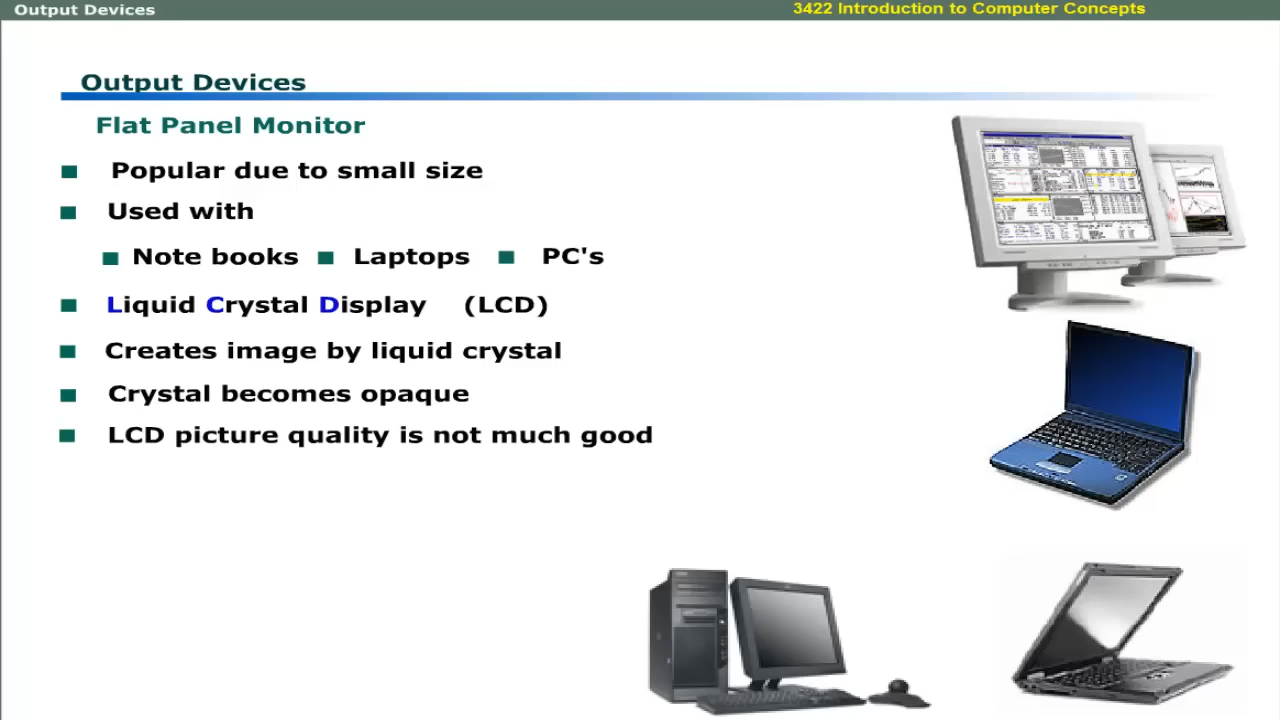 Output Devices
3422 Introduction to Computer Concepts
Output Devices
Flat Panel Monitor
Popular due to small size
Used with
Note books Laptops PC's
Liquid Crystal Display (LCD)
Creates image by liquid crystal
Crystal becomes opaque
LCD picture quality is not much good